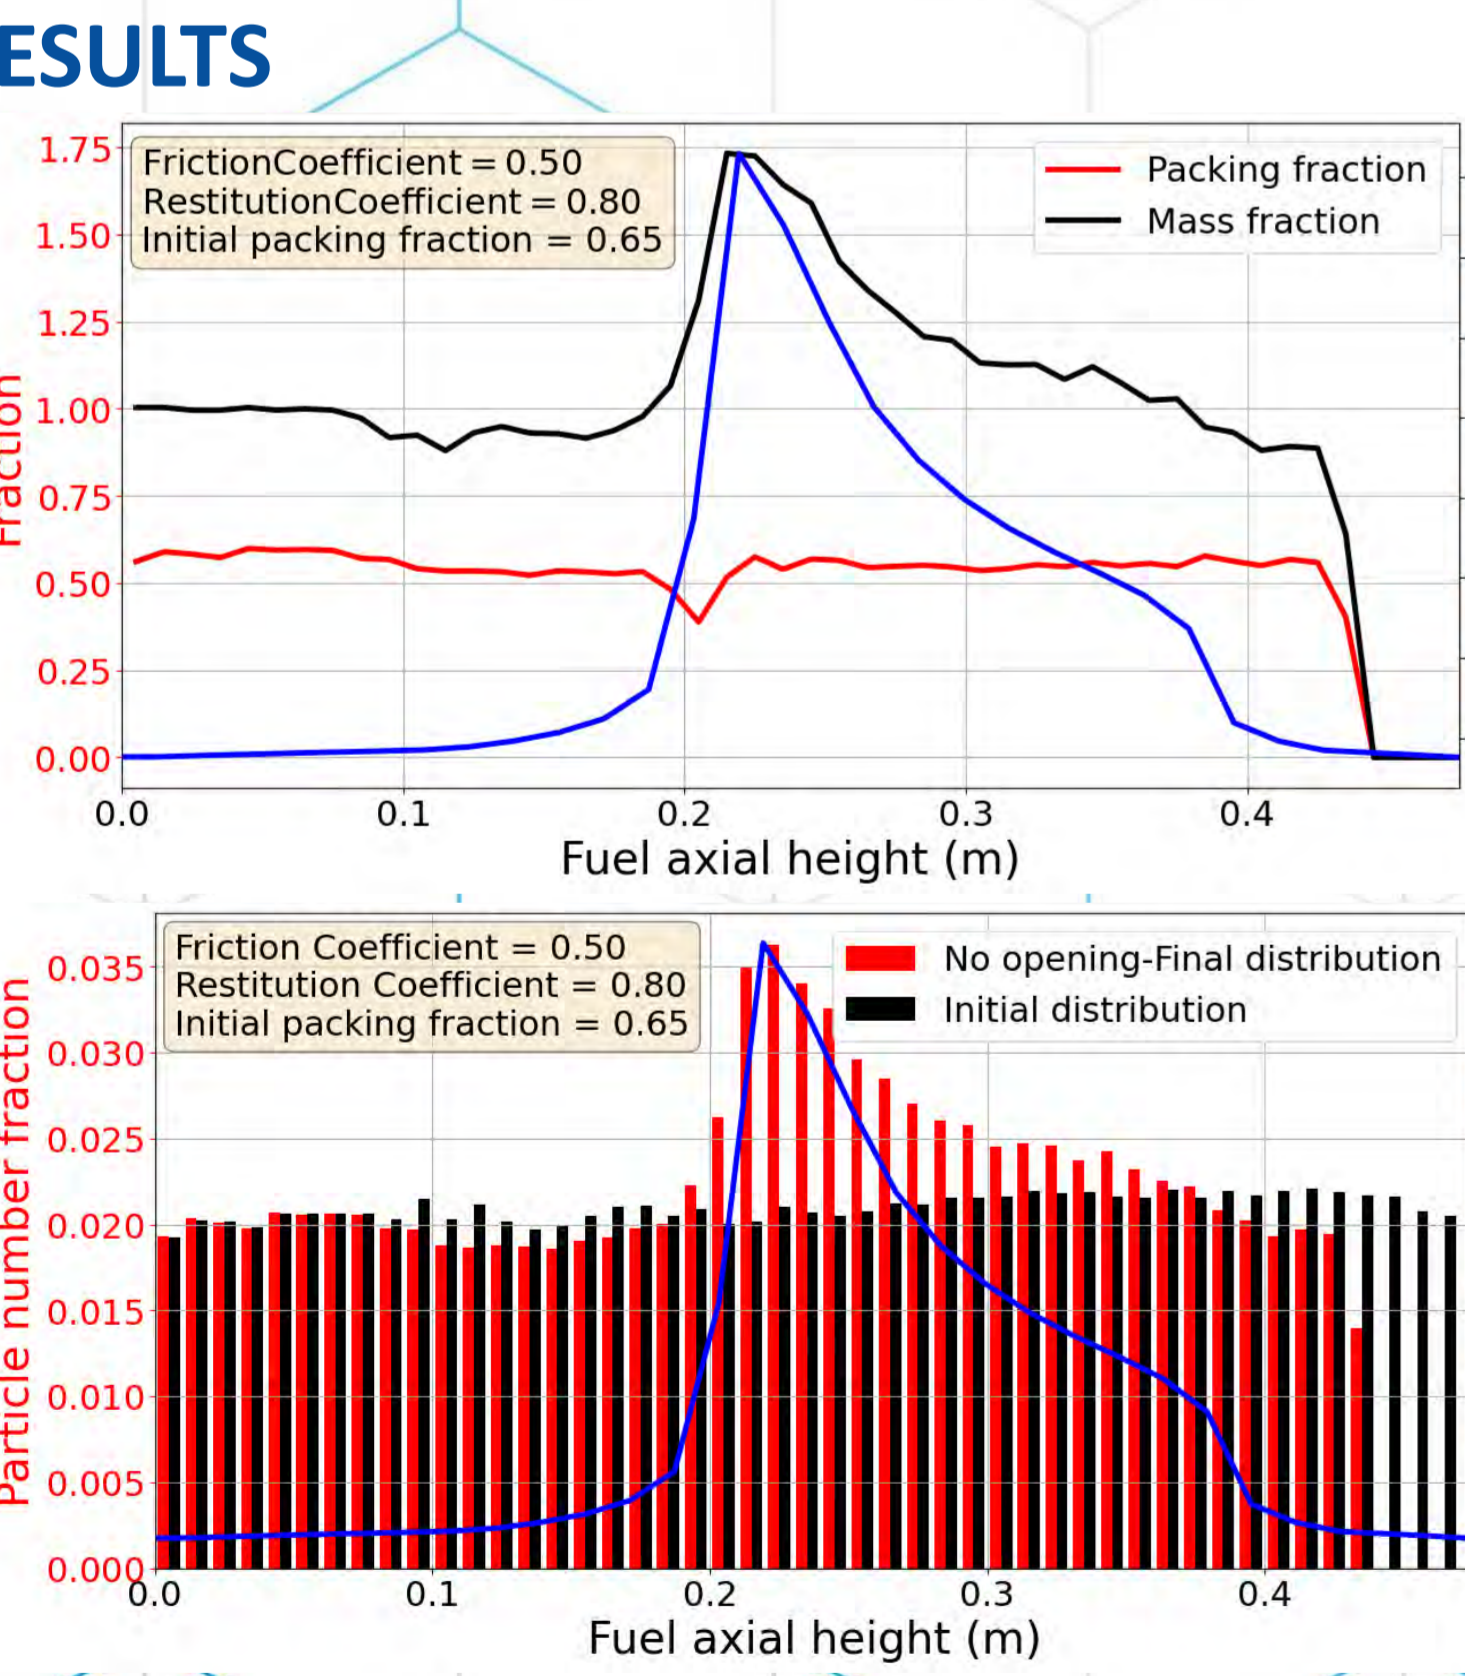 ESULTS
FrictionCoefficient = 0.50
RestitutionCoefficient = 0.80
Initial packing fraction = 0.65
Packing fraction
Mass fraction
1.75
1.50
1.25
1.00
0.75
0.50
0.25
0.00
Fraction
0.0 0.1 0.2 0.3 0.4
Fuel axial height (m)
Friction Coefficient = 0.50
Restitution Coefficient = 0.80
Initial packing fraction = 0.65
No opening-Final distribution
Initial distribution
0.035
0.030
0.025
0.020
0.015
0.010
0.005
0.000
Particle number fraction
0.0 0.1 0.2 0.3 0.4
Fuel axial height (m)